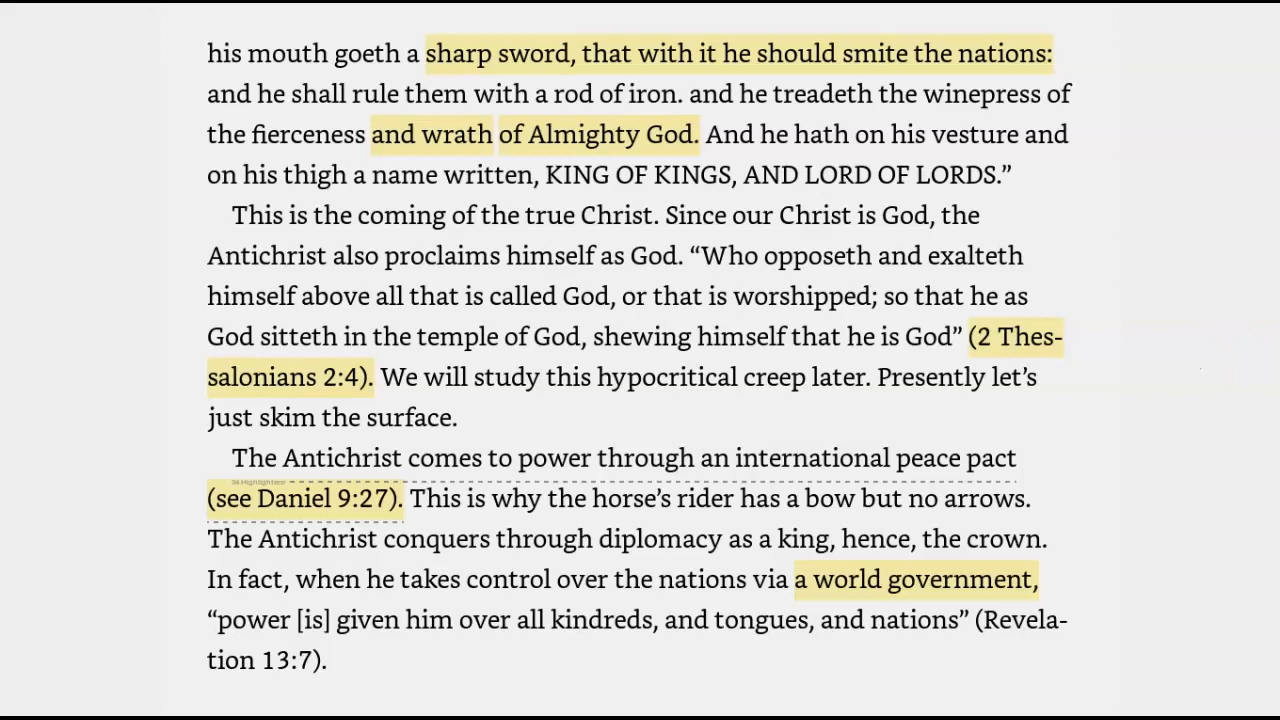 his mouth goeth a sharp sword, that with it he should smite the nations:
and he shall rule them with a rod of iron. and he treadeth the winepress of
the fierceness and wrath of Almighty God. And he hath on his vesture and
on his thigh a name written, KING OF KINGS, AND LORD OF LORDS.”
This is the coming of the true Christ. Since our Christ is God, the
Antichrist also proclaims himself as God. “Who opposeth and exalteth
himself above all that is called God, or that is worshipped; so that he as
God sitteth in the temple of God, shewing himself that he is God” (2 Thes-
salonians 2:4). We will study this hypocritical creep later. Presently let’s
just skim the surface.
The Antichrist comes to power through an international peace pact
34 Highlighters
(see Daniel 9:27). This is why the horse’s rider has a bow but no arrows.
The Antichrist conquers through diplomacy as a king, hence, the crown.
In fact, when he takes control over the nations via a world government,
“power [is] given him over all kindreds, and tongues, and nations” (Revela-
tion 13:7).